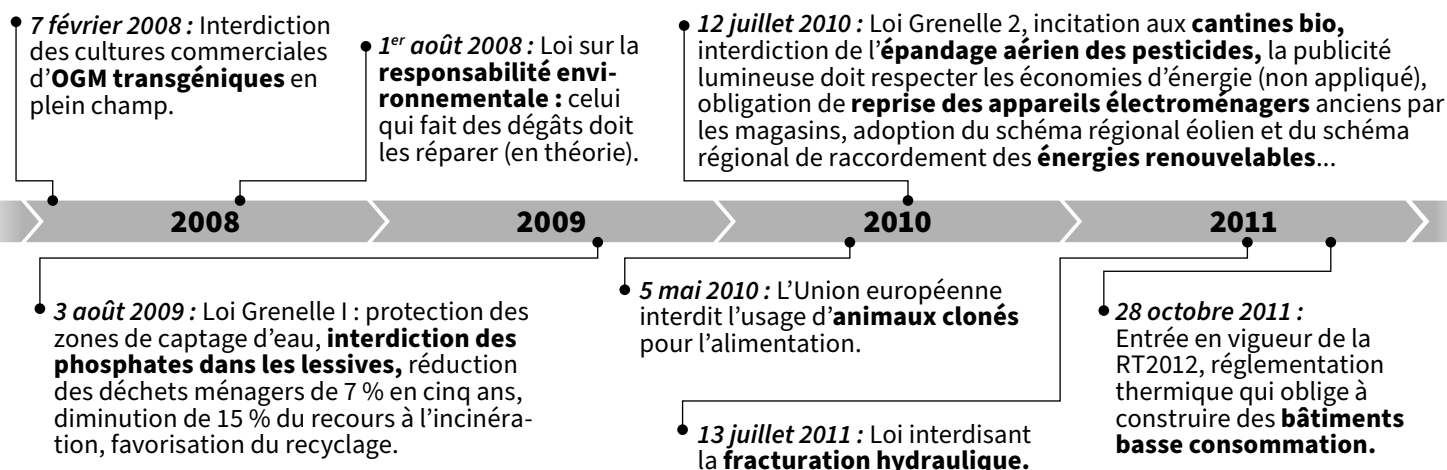 7 février 2008 : Interdiction
des cultures commerciales
d’OGM transgéniques en
plein champ.
1er août 2008 : Loi sur la
responsabilité envi-
ronnementale : celui
qui fait des dégâts doit
les réparer (en théorie).
12 juillet 2010 : Loi Grenelle 2, incitation aux cantines bio,
interdiction de l’épandage aérien des pesticides, la publicité
lumineuse doit respecter les économies d’énergie (non appliqué),
obligation de reprise des appareils électroménagers anciens par
les magasins, adoption du schéma régional éolien et du schéma
régional de raccordement des énergies renouvelables...
2008
2009
2010
2011
3 août 2009 : Loi Grenelle I : protection des
zones de captage d’eau, interdiction des
phosphates dans les lessives, réduction
des déchets ménagers de 7 % en cinq ans,
diminution de 15 % du recours à l’incinéra-
tion, favorisation du recyclage.
5 mai 2010 : L’Union européenne
interdit l’usage d’animaux clonés
pour l’alimentation.
13 juillet 2011 : Loi interdisant
la fracturation hydraulique.
28 octobre 2011 :
Entrée en vigueur de la
RT2012, réglementation
thermique qui oblige à
construire des bâtiments
basse consommation.